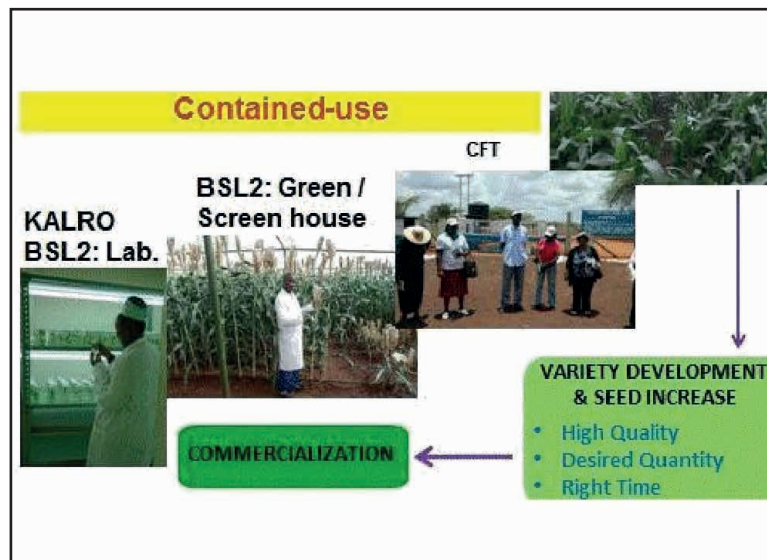 Contained-use
CFT
BSL2: Green /
Screen house
KALRO
BSL2: Lab.
VARIETY DEVELOPMENT
& SEED INCREASE
• High Quality
• Desired Quantity
• Right Time
COMMERCIALIZATION